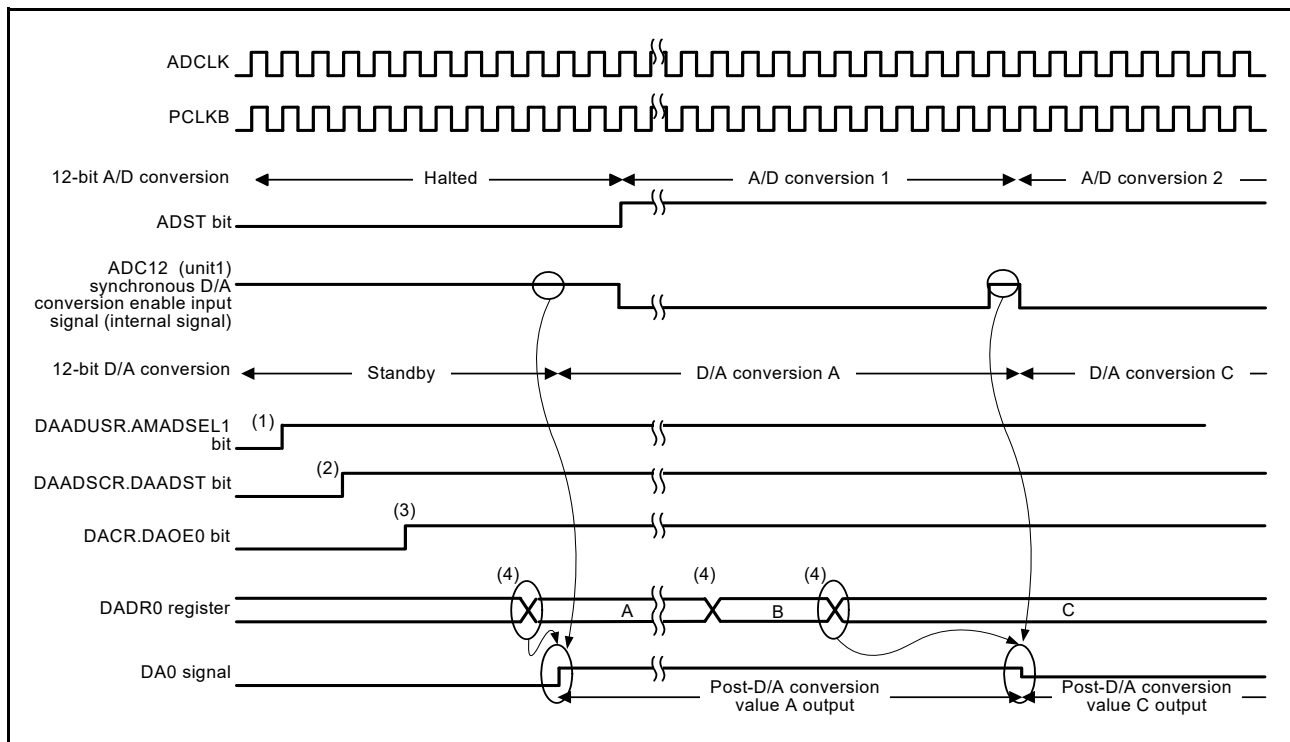 ADCLK
PCLKB
12-bit A/D conversion
Halted
A/D conversion 1
A/D conversion 2
ADST bit
ADC12 (unit1)
synchronous D/A
conversion enable input
signal (internal signal)
12-bit D/A conversion
Standby
D/A conversion A
D/A conversion C
DAADUSR.AMADSEL1
bit
(1)
DAADSCR.DAADST bit
(2)
DACR.DAOE0 bit
(3)
(4)
(4)
(4)
DADR0 register
A
B
C
DA0 signal
Post-D/A conversion
value A output
Post-D/A conversion
value C output